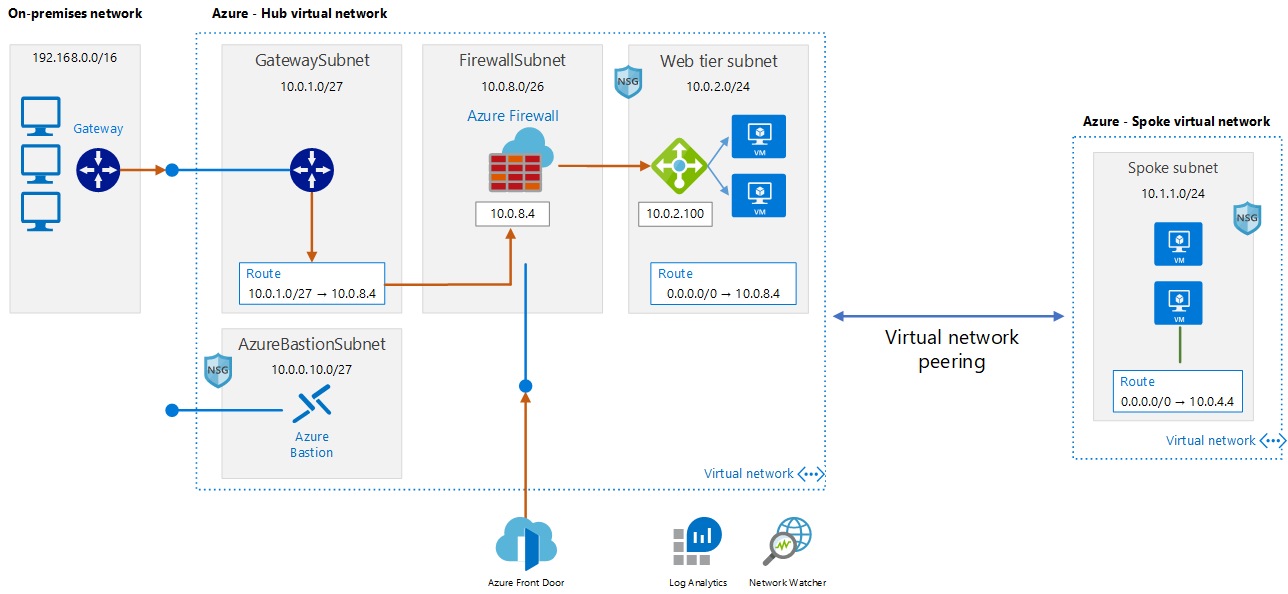 On-premises network
192.168.0.0/16
Gateway
Azure - Hub virtual network
GatewaySubnet
10.0.1.0/27
Route
10.0.1.0/27 → 10.0.8.4
FirewallSubnet
10.0.8.0/26
Azure Firewall
10.0.8.4
Web tier subnet
10.0.2.0/24
NSG
VM
VM
10.0.2.100
Route
0.0.0.0/0 → 10.0.8.4
AzureBastionSubnet
10.0.0.10.0/27
NSG
Azure
Bastion
Virtual network
Virtual network
peering
Azure - Spoke virtual network
Spoke subnet
10.1.1.0/24
NSG
VM
VM
Route
0.0.0.0/0 → 10.0.4.4
Virtual network
Azure Front Door
Log Analytics
Network Watcher